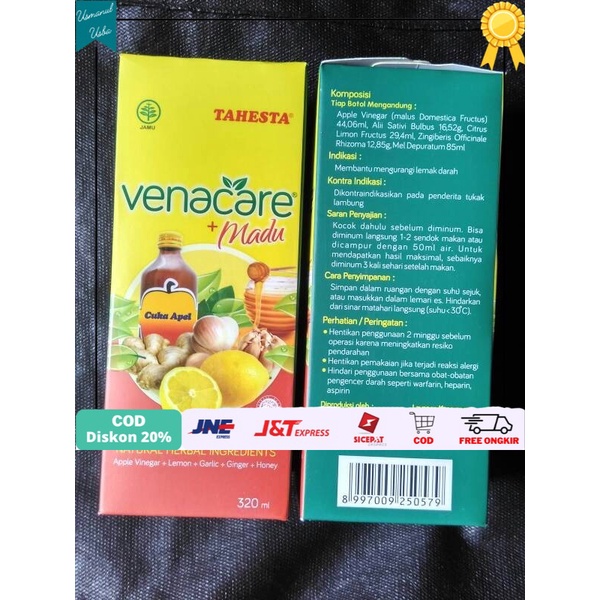 Usmanul
Usba
JAMU
TAHESTA®
venacare®
+Madu
Cuka Apel
COD
Diskon 20%
JNE
EXPRESS
J&T EXPRESS
SICEPAT
COD
FREE ONGKIR
NATURAL HERBAL INGREDIENTS
Apple Vinegar + Lemon + Garlic + Ginger + Honey
320 ml
Komposisi
Tiap Botol Mengandung :
Apple Vinegar (malus Domestica Fructus)
44,06ml, Alii Sativi Bulbus 16,52g, Citrus
Limon Fructus 29,4ml, Zingiberis Officinale
Rhizoma 12,85g, Mel Depuratum 85ml
Indikasi :
Membantu mengurangi lemak darah
Kontra Indikasi :
Dikontraindikasikan pada penderita tukak
lambung
Saran Penyajian :
Kocok dahulu sebelum diminum. Bisa
diminum langsung 1-2 sendok makan atau
dicampur dengan 50ml air. Untuk
mendapatkan hasil maksimal, sebaiknya
diminum 3 kali sehari setelah makan.
Cara Penyimpanan :
Simpan dalam ruangan dengan suhu sejuk,
atau masukkan dalam lemari es. Hindarkan
dari sinar matahari langsung (suhu <30°C).
Perhatian / Peringatan :
• Hentikan penggunaan 2 minggu sebelum
operasi karena meningkatkan resiko
pendarahan
• Hentikan pemakaian jika terjadi reaksi alergi
• Hindari penggunaan bersama obat-obatan
pengencer darah seperti warfarin, heparin,
aspirin
Diproduksi oleh :
8 997009 250579